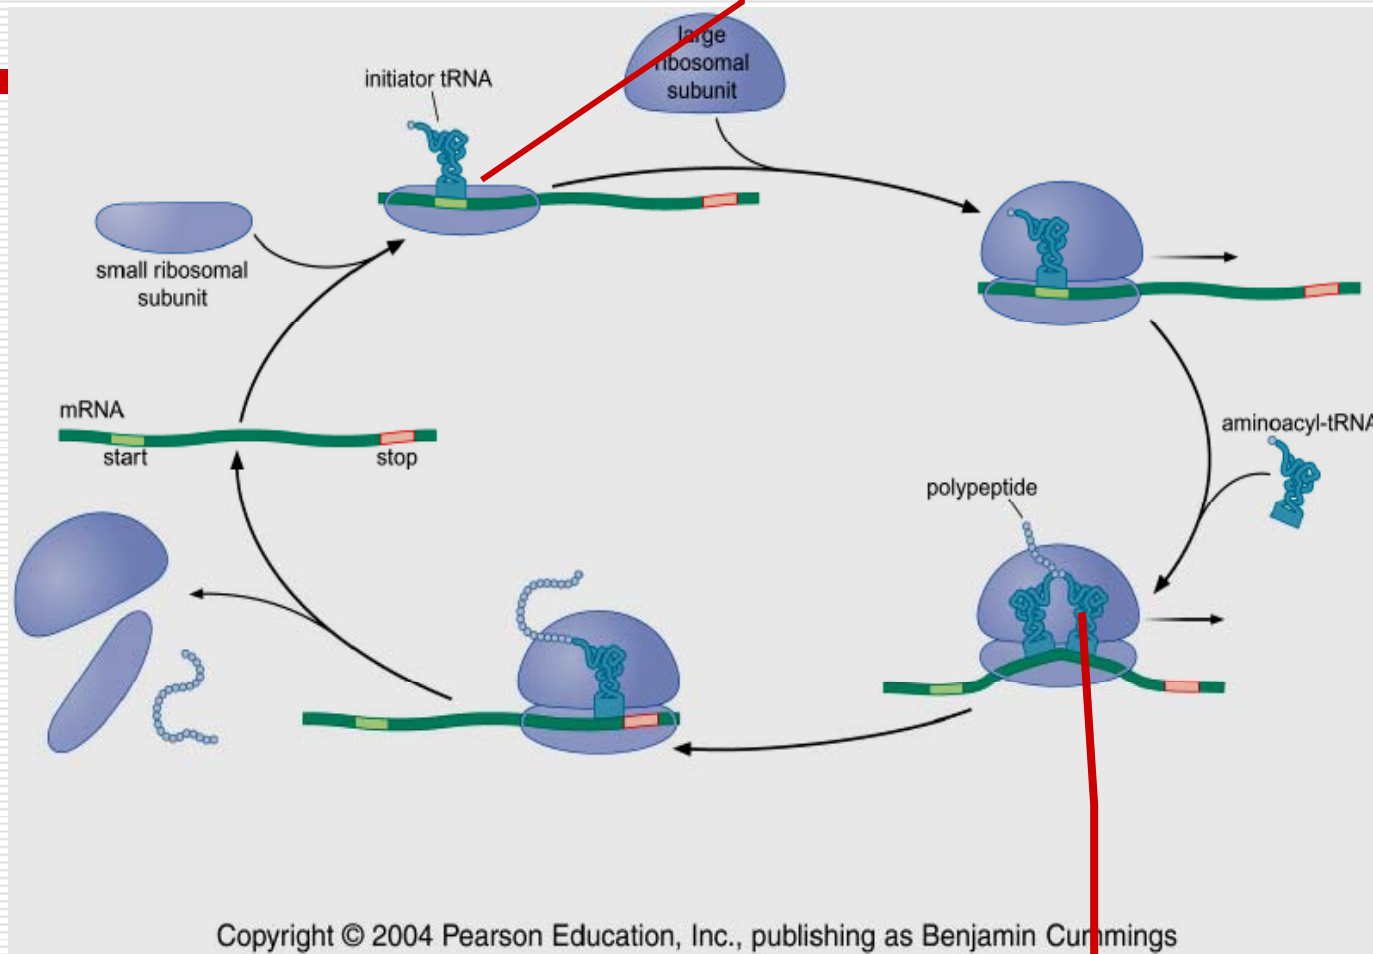 large
ribosomal
subunit
initiator tRNA
small ribosomal
subunit
mRNA
start
stop
aminoacyl-tRNA
polypeptide
Copyright © 2004 Pearson Education, Inc., publishing as Benjamin Cummings